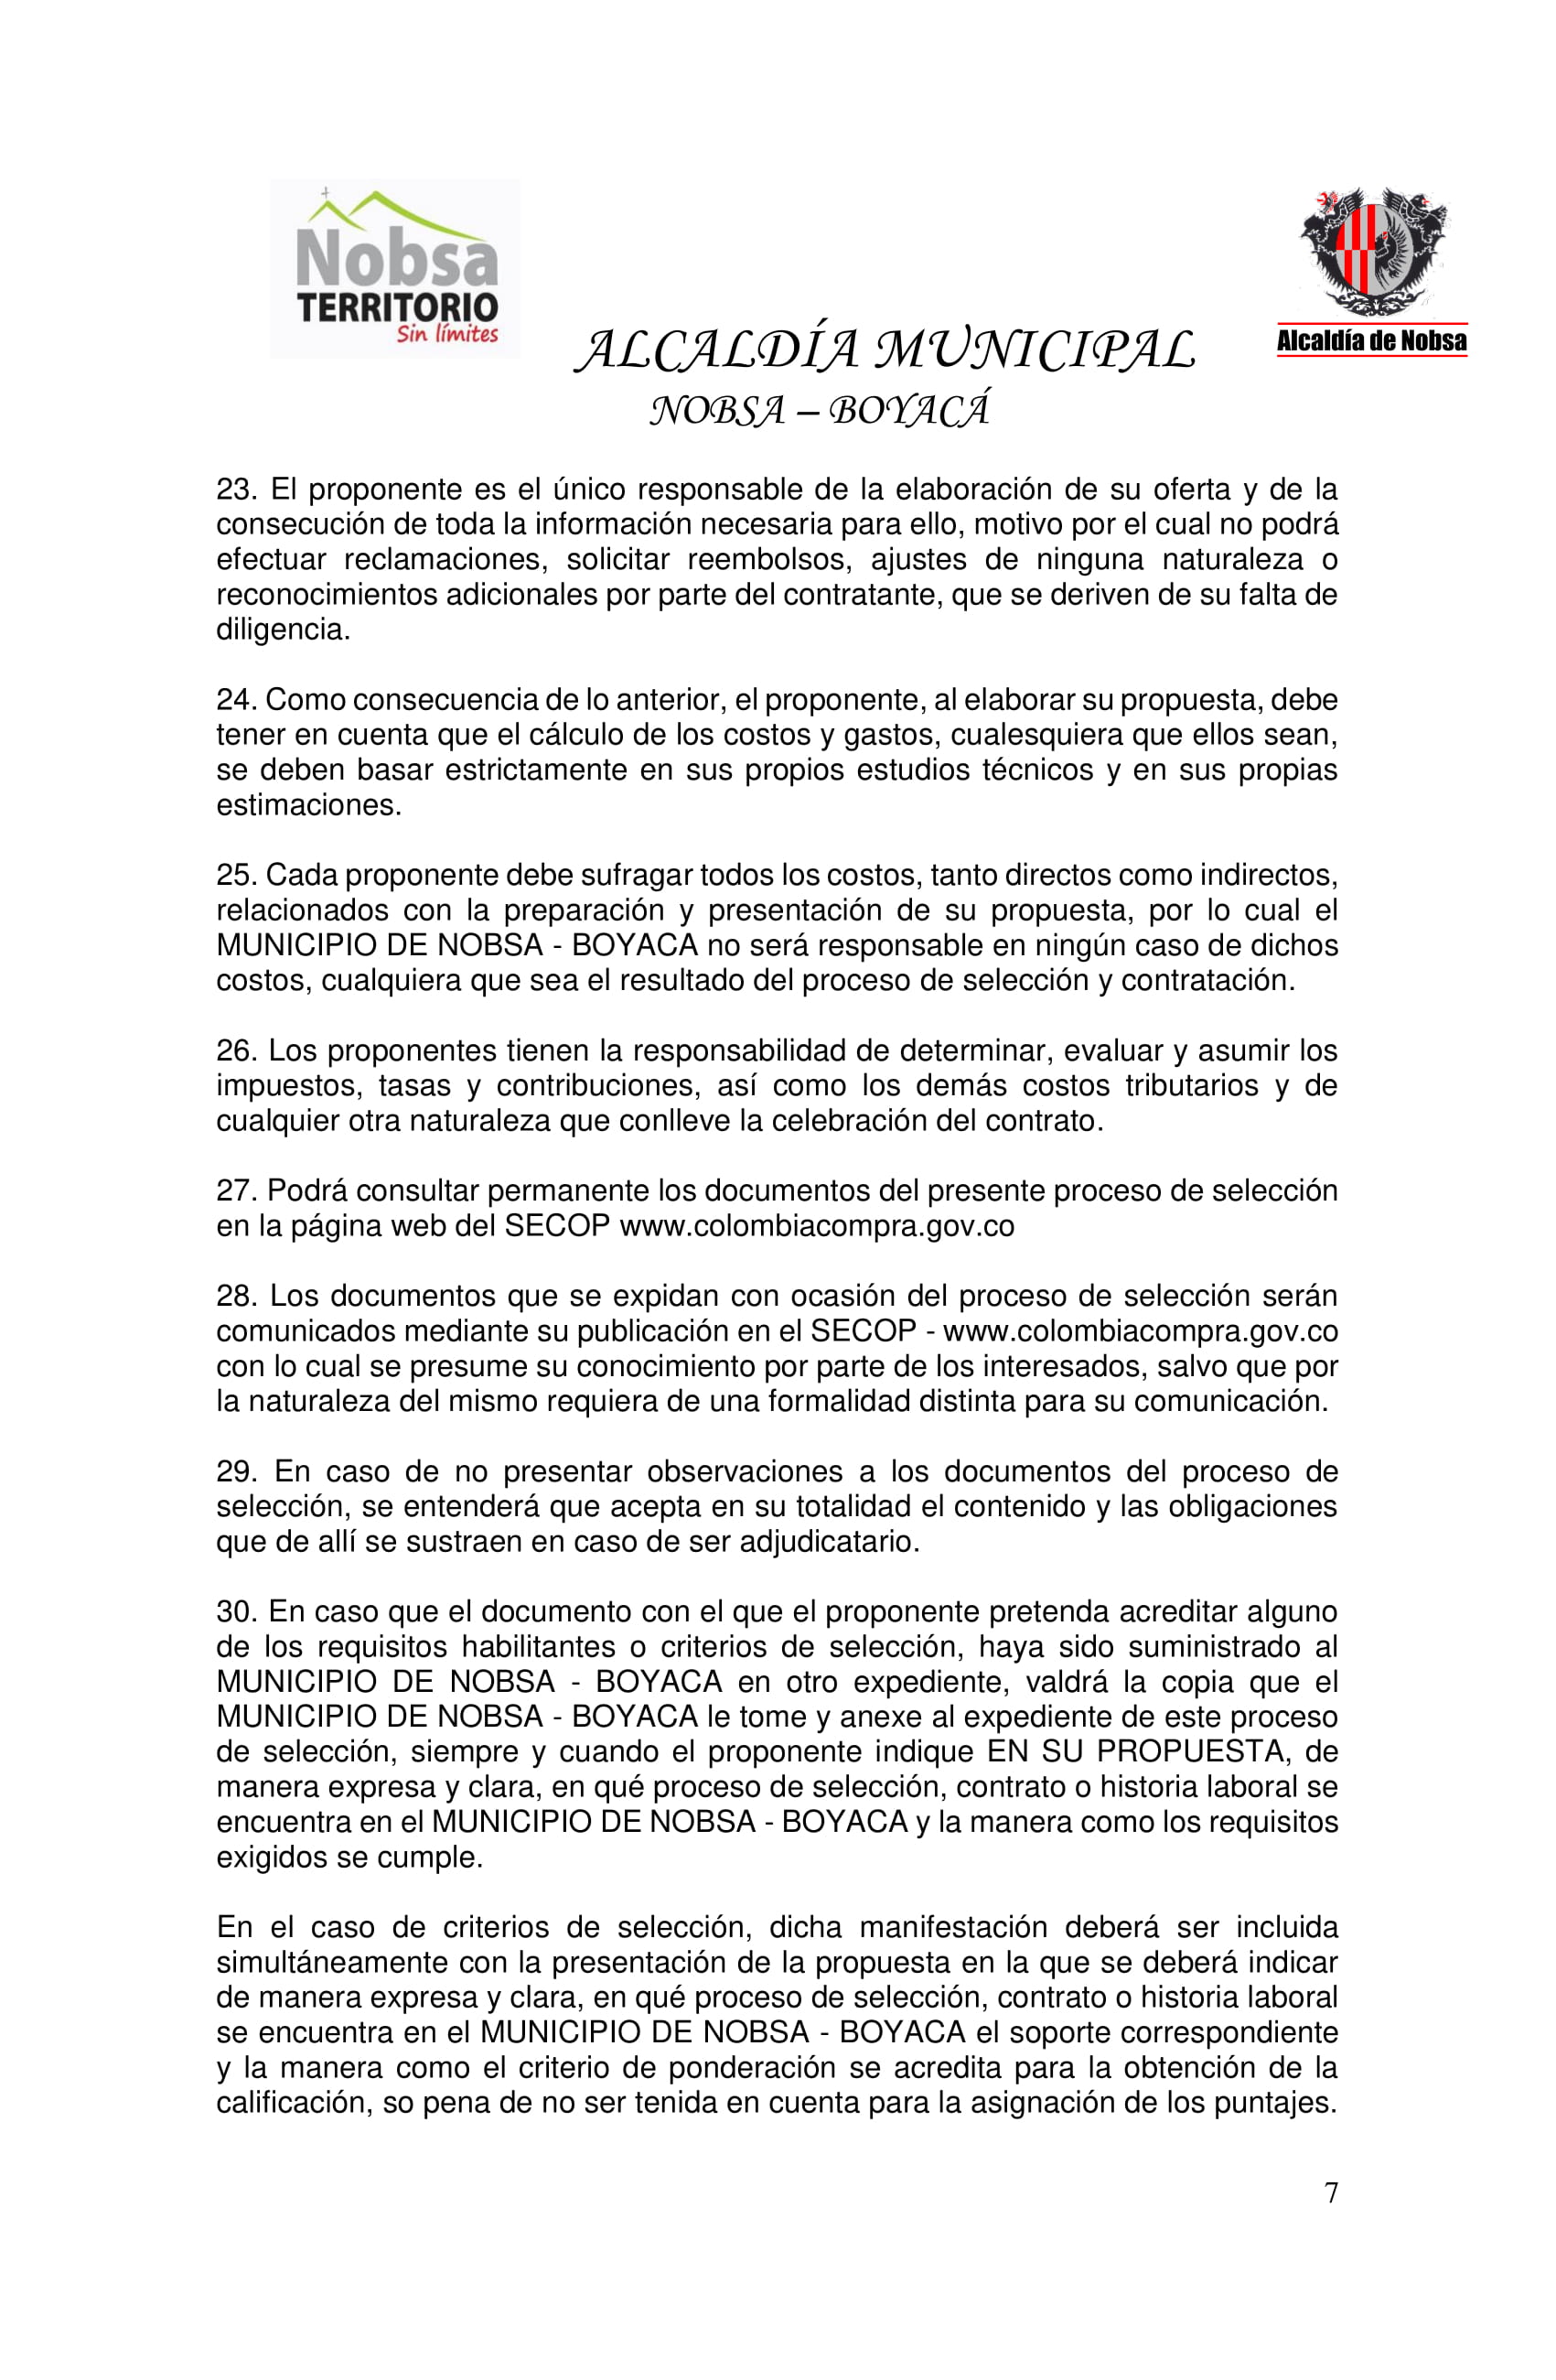 Nobsa
TERRITORIO
Sin límites
Alcaldía de Nobsa
ALCALDÍA MUNICIPAL
NOBSA – BOYACÁ
23. El proponente es el único responsable de la elaboración de su oferta y de la
consecución de toda la información necesaria para ello, motivo por el cual no podrá
efectuar reclamaciones, solicitar reembolsos, ajustes de ninguna naturaleza o
reconocimientos adicionales por parte del contratante, que se deriven de su falta de
diligencia.
24. Como consecuencia de lo anterior, el proponente, al elaborar su propuesta, debe
tener en cuenta que el cálculo de los costos y gastos, cualesquiera que ellos sean,
se deben basar estrictamente en sus propios estudios técnicos y en sus propias
estimaciones.
25. Cada proponente debe sufragar todos los costos, tanto directos como indirectos,
relacionados con la preparación y presentación de su propuesta, por lo cual el
MUNICIPIO DE NOBSA - BOYACA no será responsable en ningún caso de dichos
costos, cualquiera que sea el resultado del proceso de selección y contratación.
26. Los proponentes tienen la responsabilidad de determinar, evaluar y asumir los
impuestos, tasas y contribuciones, así como los demás costos tributarios y de
cualquier otra naturaleza que conlleve la celebración del contrato.
27. Podrá consultar permanente los documentos del presente proceso de selección
en la página web del SECOP www.colombiacompra.gov.co
28. Los documentos que se expidan con ocasión del proceso de selección serán
comunicados mediante su publicación en el SECOP - www.colombiacompra.gov.co
con lo cual se presume su conocimiento por parte de los interesados, salvo que por
la naturaleza del mismo requiera de una formalidad distinta para su comunicación.
29. En caso de no presentar observaciones a los documentos del proceso de
selección, se entenderá que acepta en su totalidad el contenido y las obligaciones
que de allí se sustraen en caso de ser adjudicatario.
30. En caso que el documento con el que el proponente pretenda acreditar alguno
de los requisitos habilitantes o criterios de selección, haya sido suministrado al
MUNICIPIO DE NOBSA - BOYACA en otro expediente, valdrá la copia que el
MUNICIPIO DE NOBSA - BOYACA le tome y anexe al expediente de este proceso
de selección, siempre y cuando el proponente indique EN SU PROPUESTA, de
manera expresa y clara, en qué proceso de selección, contrato o historia laboral se
encuentra en el MUNICIPIO DE NOBSA - BOYACA y la manera como los requisitos
exigidos se cumple.
En el caso de criterios de selección, dicha manifestación deberá ser incluida
simultáneamente con la presentación de la propuesta en la que se deberá indicar
de manera expresa y clara, en qué proceso de selección, contrato o historia laboral
se encuentra en el MUNICIPIO DE NOBSA - BOYACA el soporte correspondiente
y la manera como el criterio de ponderación se acredita para la obtención de la
calificación, so pena de no ser tenida en cuenta para la asignación de los puntajes.
7